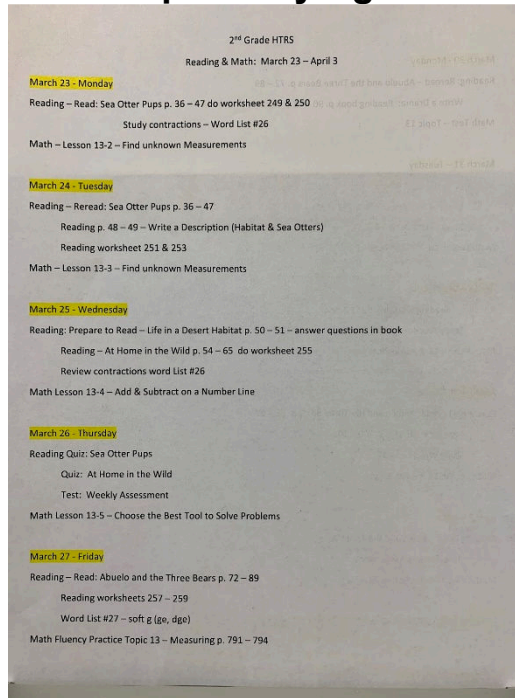 2nd Grade HTRS
Reading & Math: March 23 – April 3
March 23 - Monday
Reading – Read: Sea Otter Pups p. 36 – 47 do worksheet 249 & 250
Study contractions – Word List #26
Math – Lesson 13-2 – Find unknown Measurements
March 24 - Tuesday
Reading – Reread: Sea Otter Pups p. 36 – 47
Reading p. 48 – 49 – Write a Description (Habitat & Sea Otters)
Reading worksheet 251 & 253
Math – Lesson 13-3 – Find unknown Measurements
March 25 - Wednesday
Reading: Prepare to Read – Life in a Desert Habitat p. 50 – 51 – answer questions in book
Reading – At Home in the Wild p. 54 – 65 do worksheet 255
Review contractions word List #26
Math Lesson 13-4 – Add & Subtract on a Number Line
March 26 - Thursday
Reading Quiz: Sea Otter Pups
Quiz: At Home in the Wild
Test: Weekly Assessment
Math Lesson 13-5 – Choose the Best Tool to Solve Problems
March 27 - Friday
Reading – Read: Abuelo and the Three Bears p. 72 – 89
Reading worksheets 257 – 259
Word List #27 – soft g (ge, dge)
Math Fluency Practice Topic 13 – Measuring p. 791 – 794